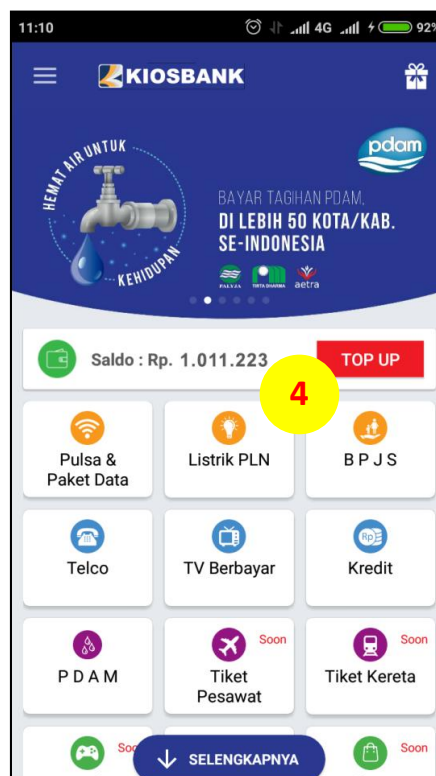 11:10
4G
92%
KIOSBANK
HEMAT AIR UNTUK
KEHIDUPAN
pdam
BAYAR TAGIHAN PDAM,
DI LEBIH 50 KOTA/KAB.
SE-INDONESIA
PALYJA
TIRTA DHARMA
aetra
Saldo : Rp. 1.011.223
TOP UP
4
Pulsa &
Paket Data
Listrik PLN
B P J S
Telco
TV Berbayar
Rp
Kredit
P D A M
Soon
Tiket
Pesawat
Soon
Tiket Kereta
Soo
SELENGKAPNYA
Soon